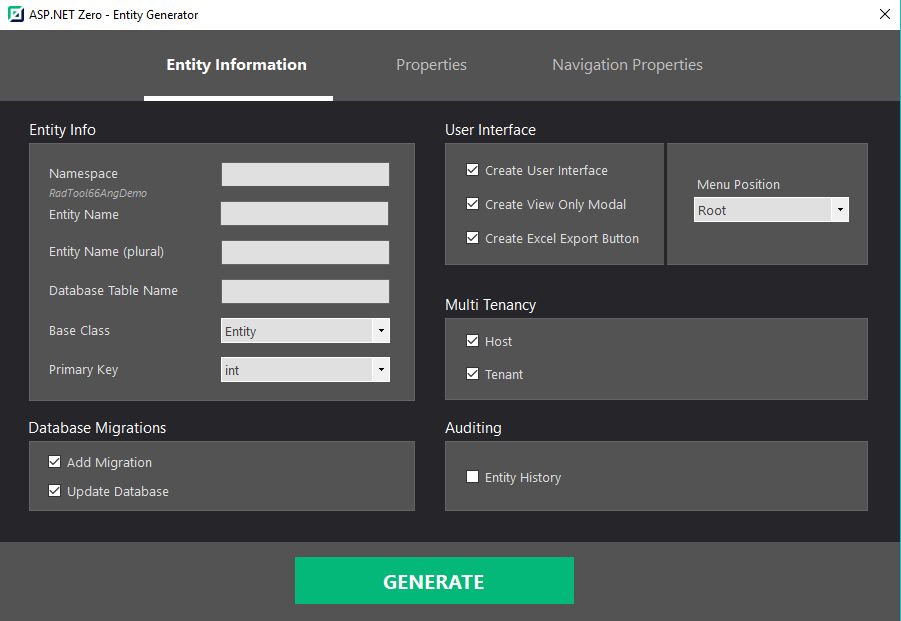 ASP.NET Zero - Entity Generator
Entity Information
Properties
Navigation Properties
Entity Info
Namespace
RadTool66AngDemo
Entity Name
Entity Name (plural)
Database Table Name
Base Class
Entity
Primary Key
int
User Interface
Create User Interface
Create View Only Modal
Create Excel Export Button
Menu Position
Root
Multi Tenancy
Host
Tenant
Database Migrations
Add Migration
Update Database
Auditing
Entity History
GENERATE